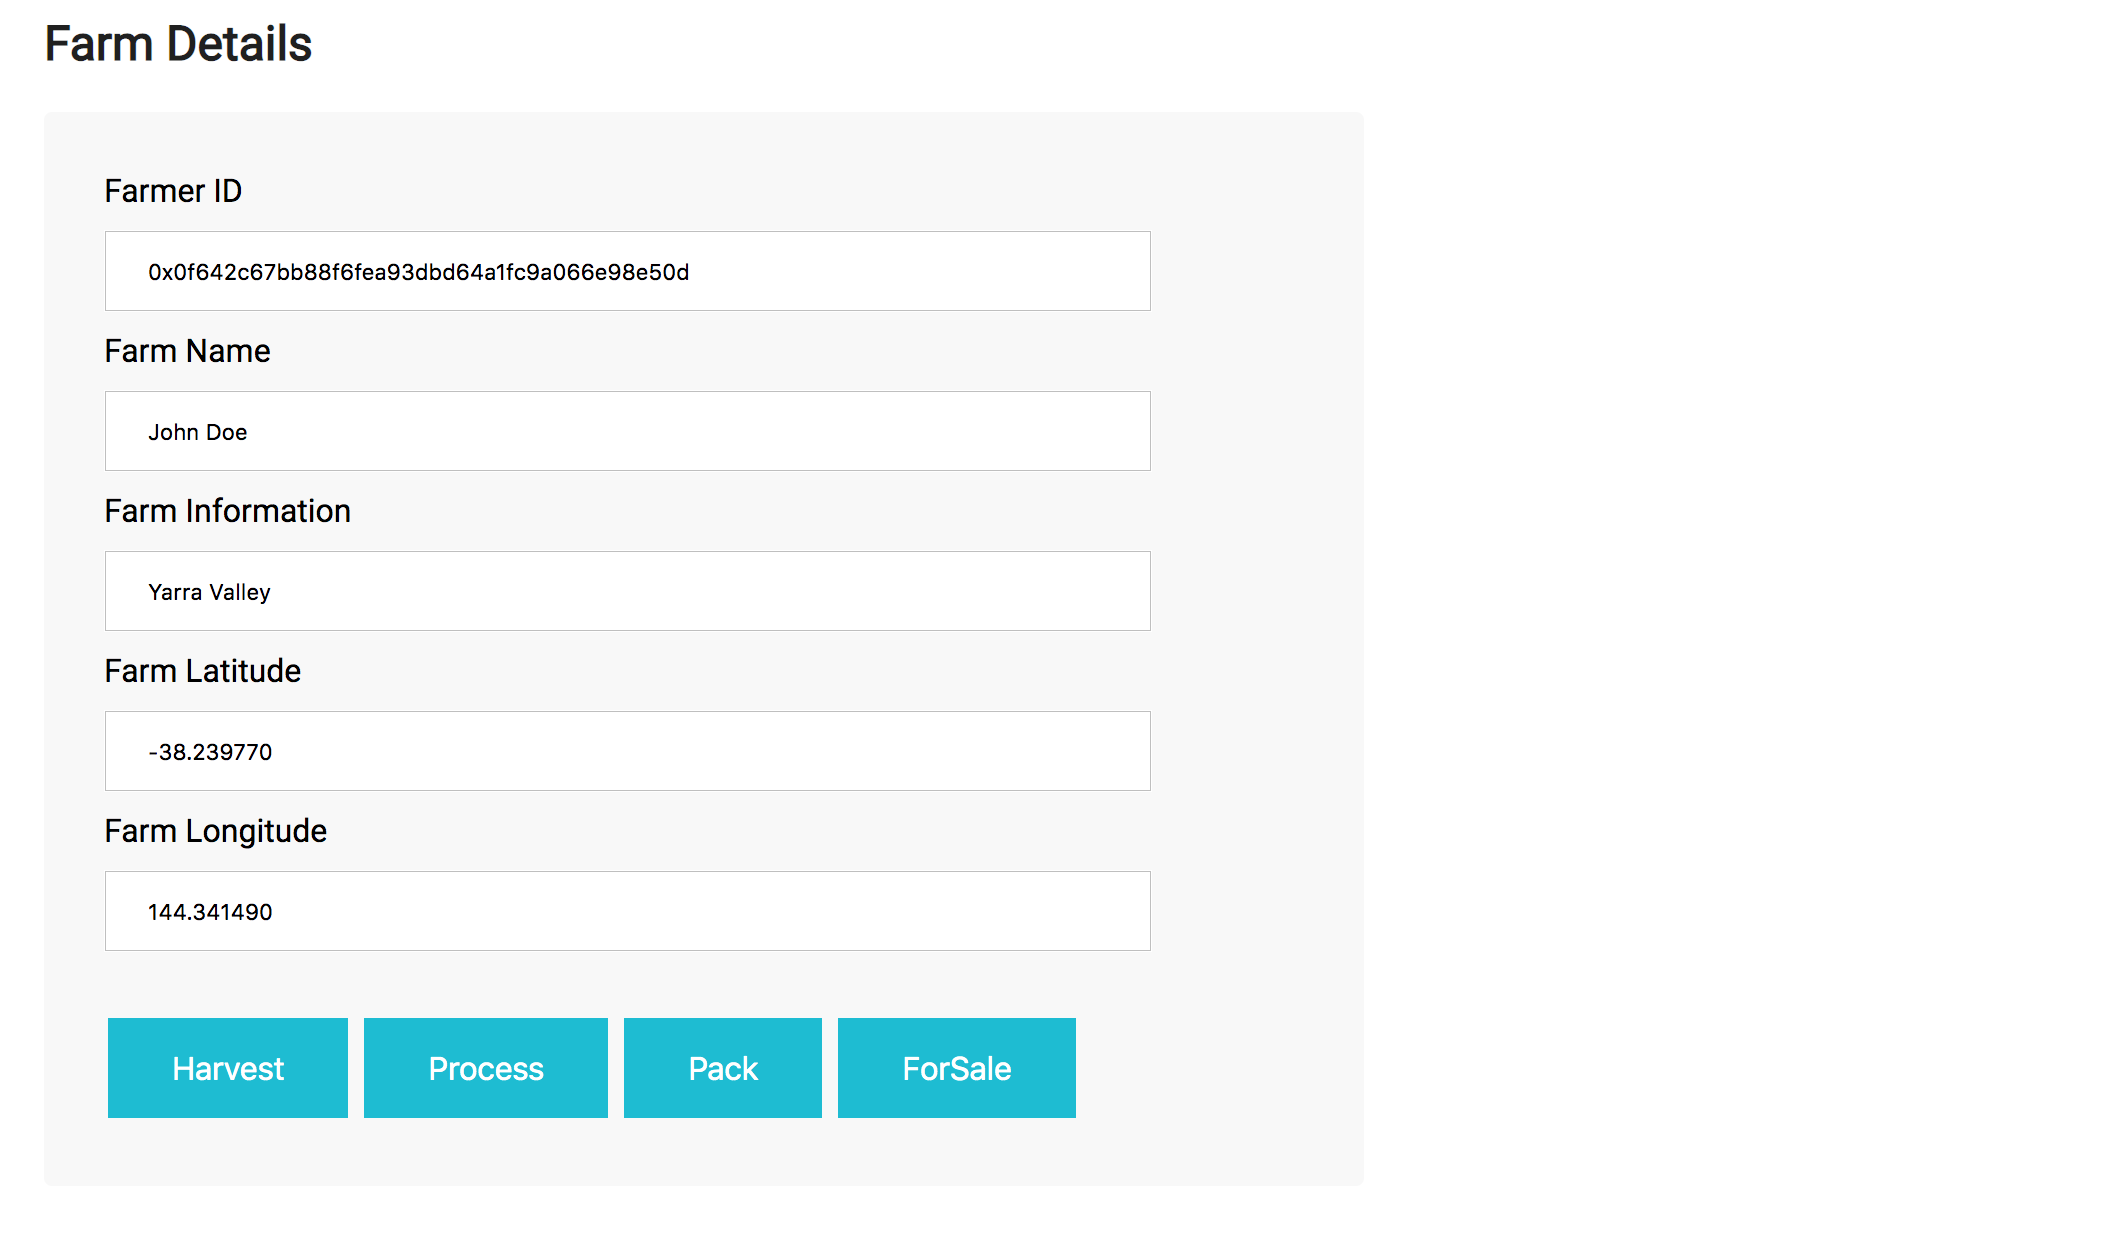 Farm Details
Farmer ID
0x0f642c67bb88f6fea93dbd64a1fc9a066e98e50d
Farm Name
John Doe
Farm Information
Yarra Valley
Farm Latitude
-38.239770
Farm Longitude
144.341490
Harvest Process Pack ForSale